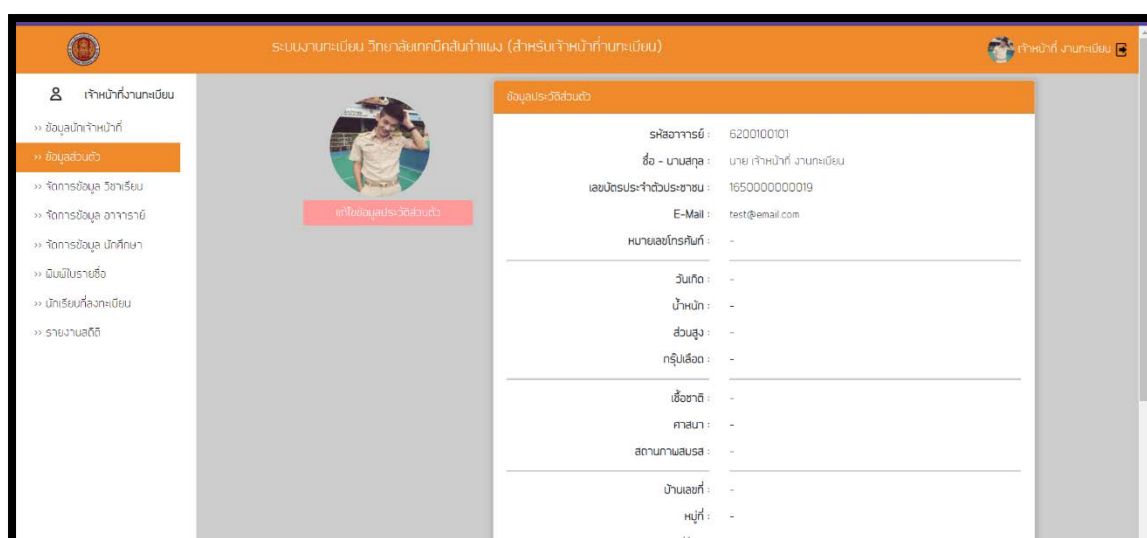 ระบบงานทะเบียน วิทยาลัยเทคนิคสันกำแพง (สำหรับเจ้าหน้าที่านทะเบียน)
เจ้าหน้าที่ งานทะเบียน
เจ้าหน้าที่งานทะเบียน
›› ข้อมูลนักเจ้าหน้าที่
›› ข้อมูลส่วนตัว
›› จัดการข้อมูล วิชาเรียน
›› จัดการข้อมูล อาจาราย์
›› จัดการข้อมูล นักศึกษา
›› พิมพ์ใบรายชื่อ
›› นักเรียนที่ลงทะเบียน
›› รายงานสถิติ
แก้ไขข้อมูลประวัติส่วนตัว
ข้อมูลประวัติส่วนตัว
รหัสอาจารย์ : 6200100101
ชื่อ - นามสกุล : นาย เจ้าหน้าที่ งานทะเบียน
เลขบัตรประจำตัวประชาชน : 1650000000019
E-Mail : test@email.com
หมายเลขโทรศัพท์ : -
วันเกิด : -
น้ำหนัก : -
ส่วนสูง : -
กรุ๊ปเลือด : -
เชื้อชาติ : -
ศาสนา : -
สถานภาพสมรส : -
บ้านเลขที่ : -
หมู่ที่ : -